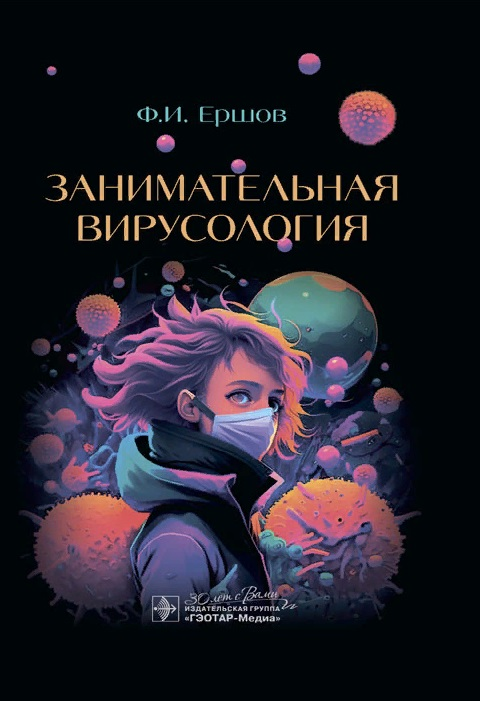 Ф.И. Ершов
ЗАНИМАТЕЛЬНАЯ
ВИРУСОЛОГИЯ
30 лет с Вами
ИЗДАТЕЛЬСКАЯ ГРУППА
«ГЭОТАР-Медиа»